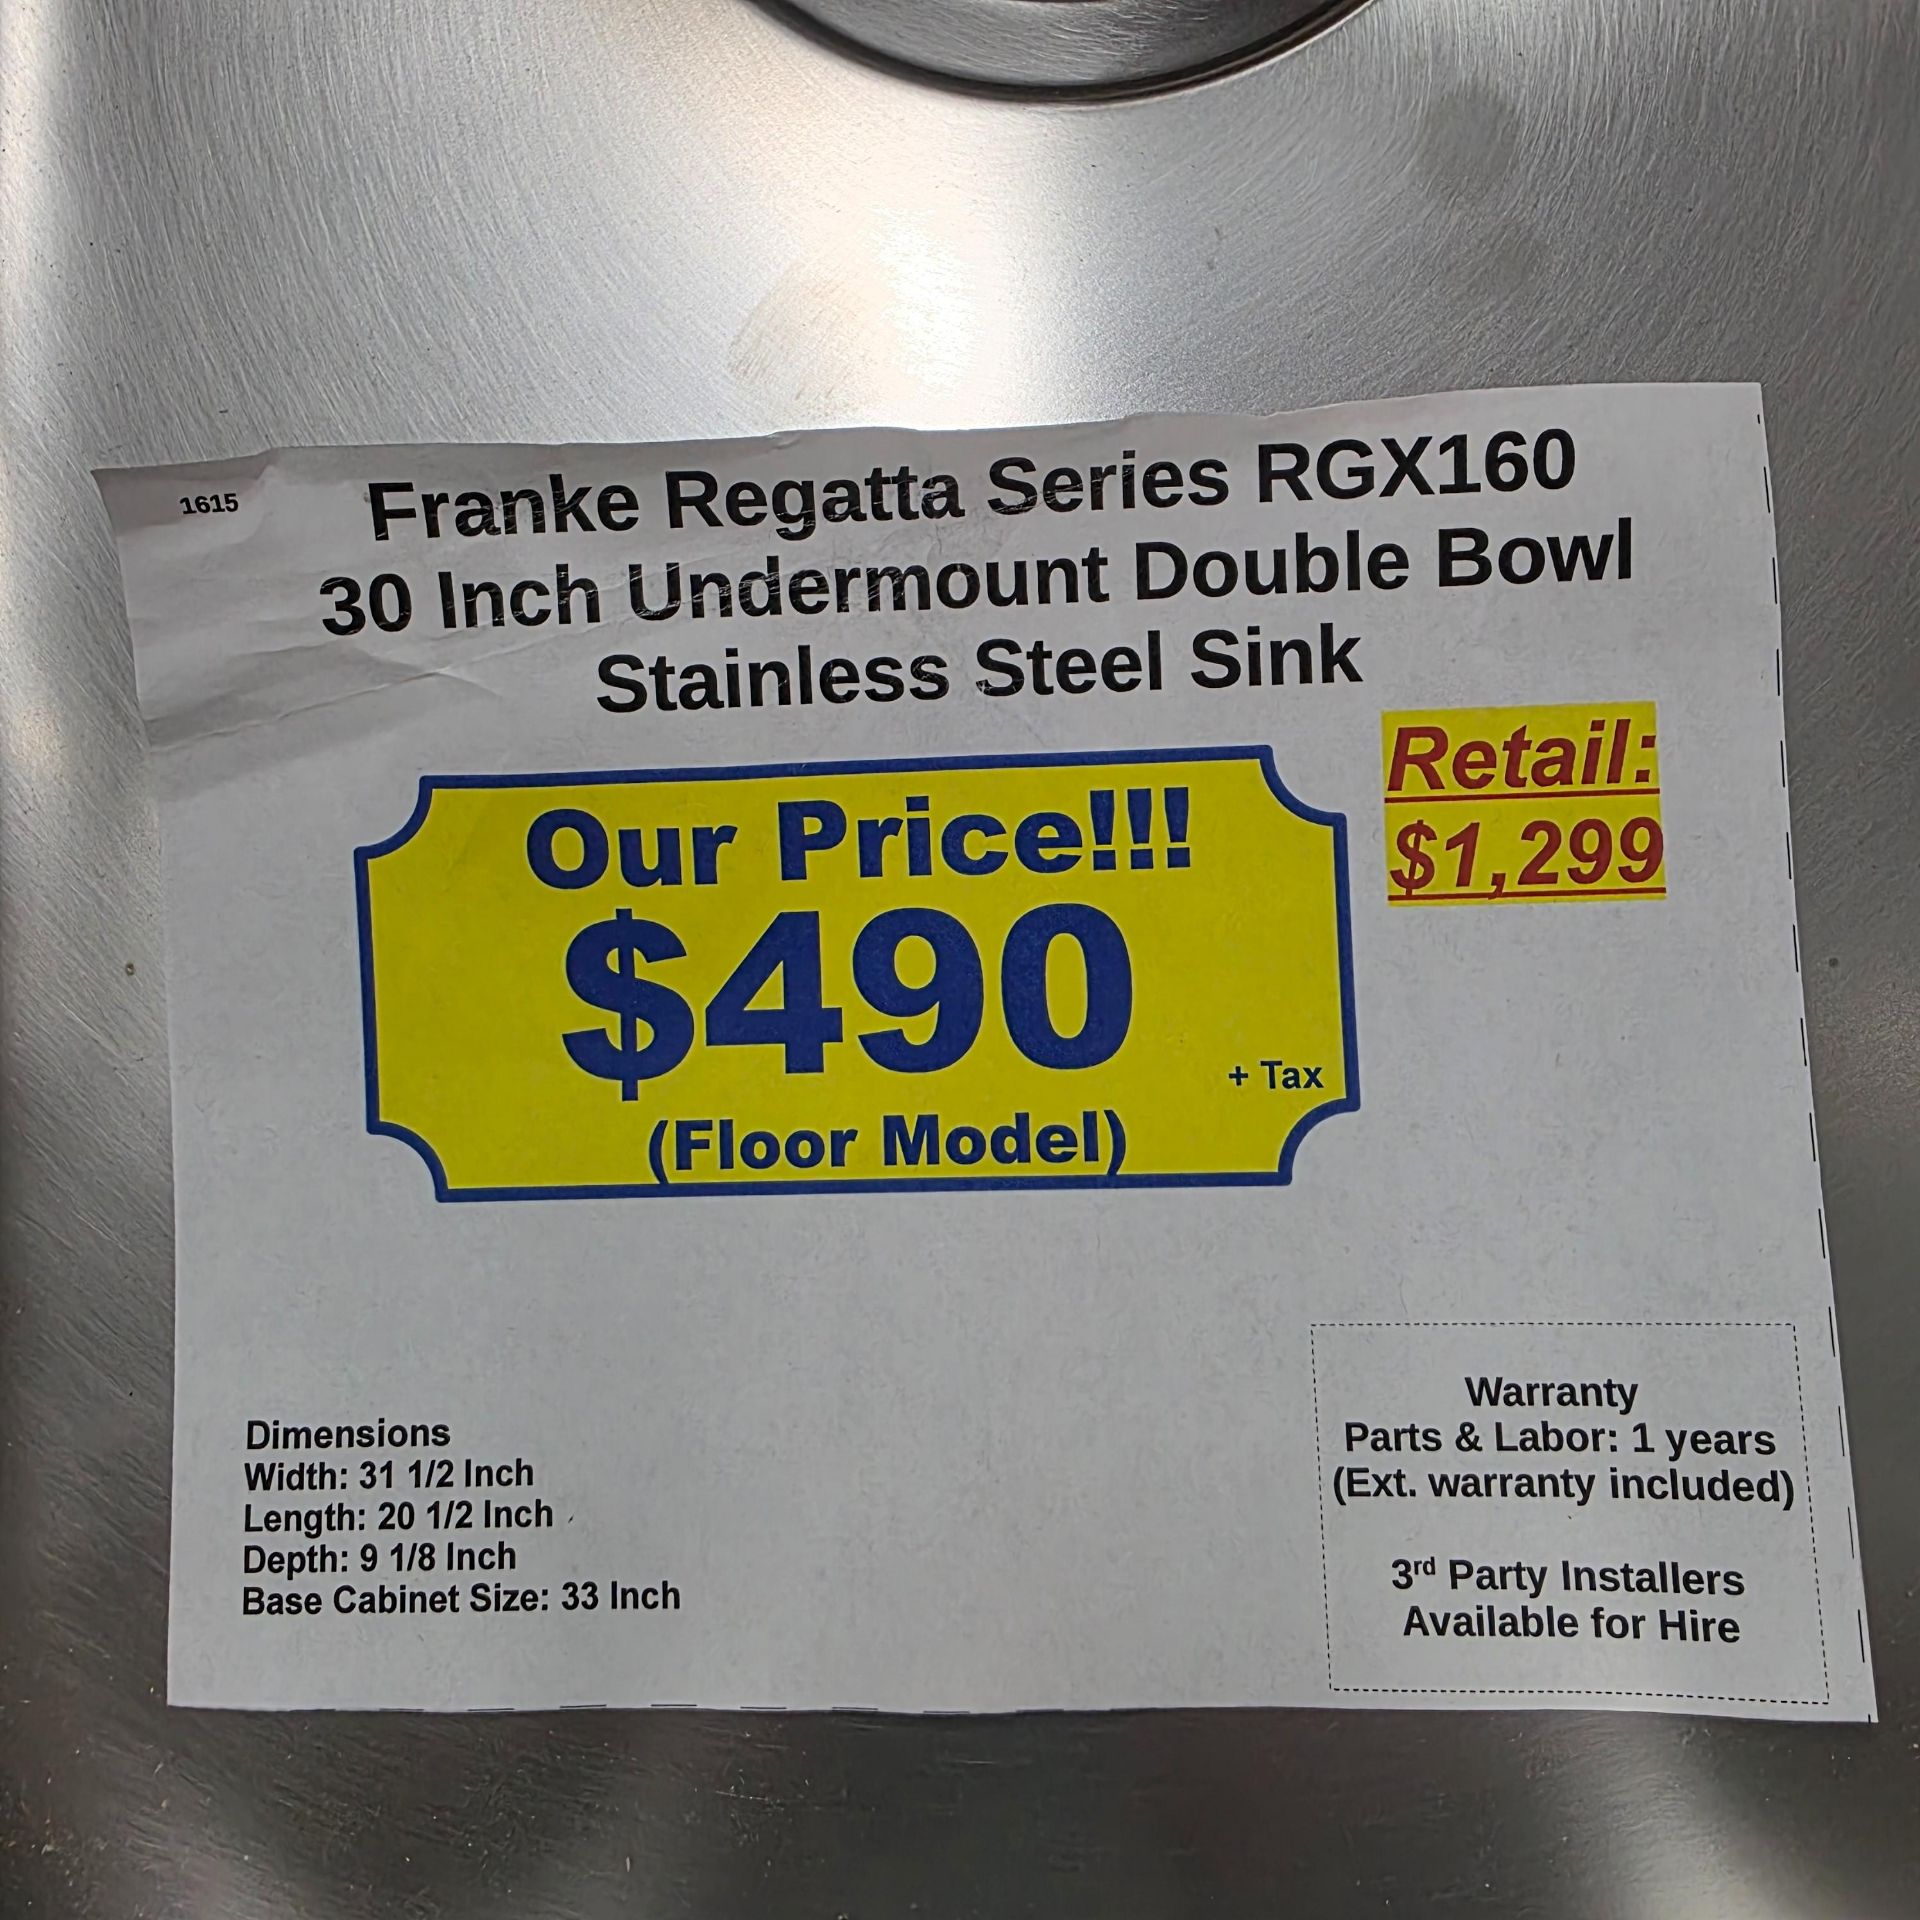 1615
Franke Regatta Series RGX160
30 Inch Undermount Double Bowl
Stainless Steel Sink
Retail:
$1,299
Our Price!!!
$490
+ Tax
(Floor Model)
Dimensions
Width: 31 1/2 Inch
Length: 20 1/2 Inch
Depth: 9 1/8 Inch
Base Cabinet Size: 33 Inch
Warranty
Parts & Labor: 1 years
(Ext. warranty included)
3rd Party Installers
Available for Hire